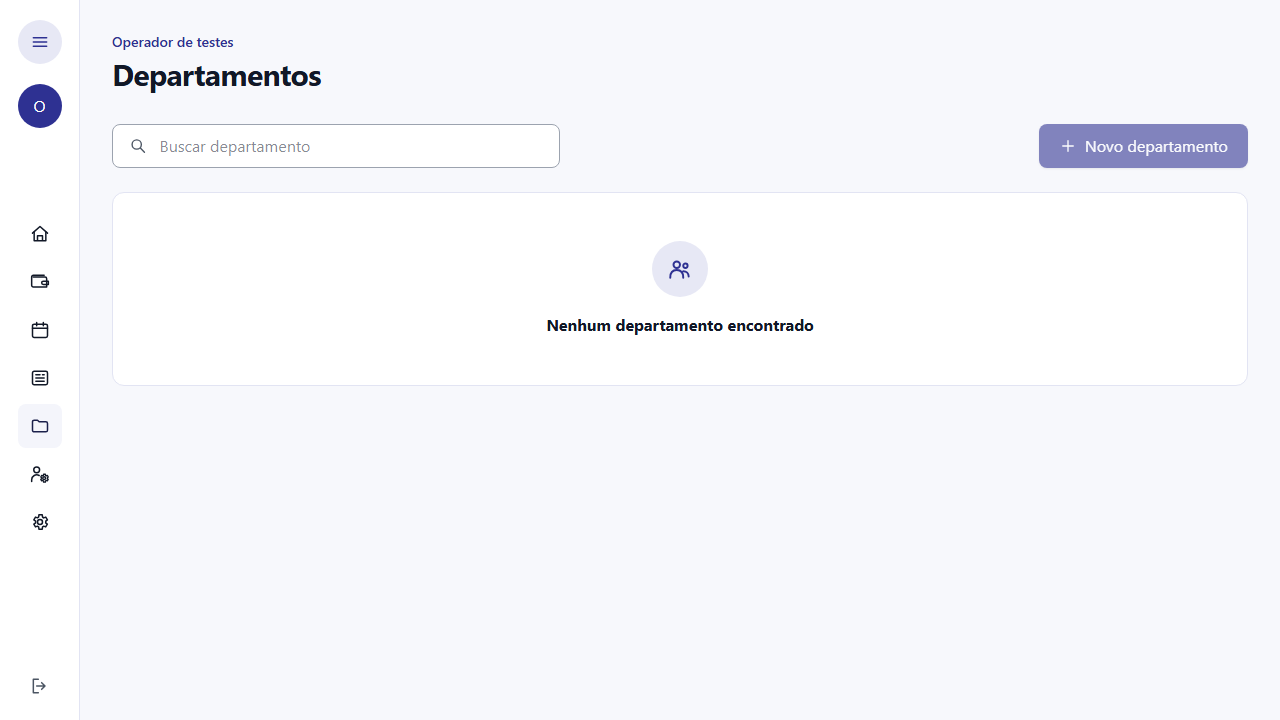 Operador de testes
Departamentos
O
Buscar departamento
Novo departamento
Nenhum departamento encontrado